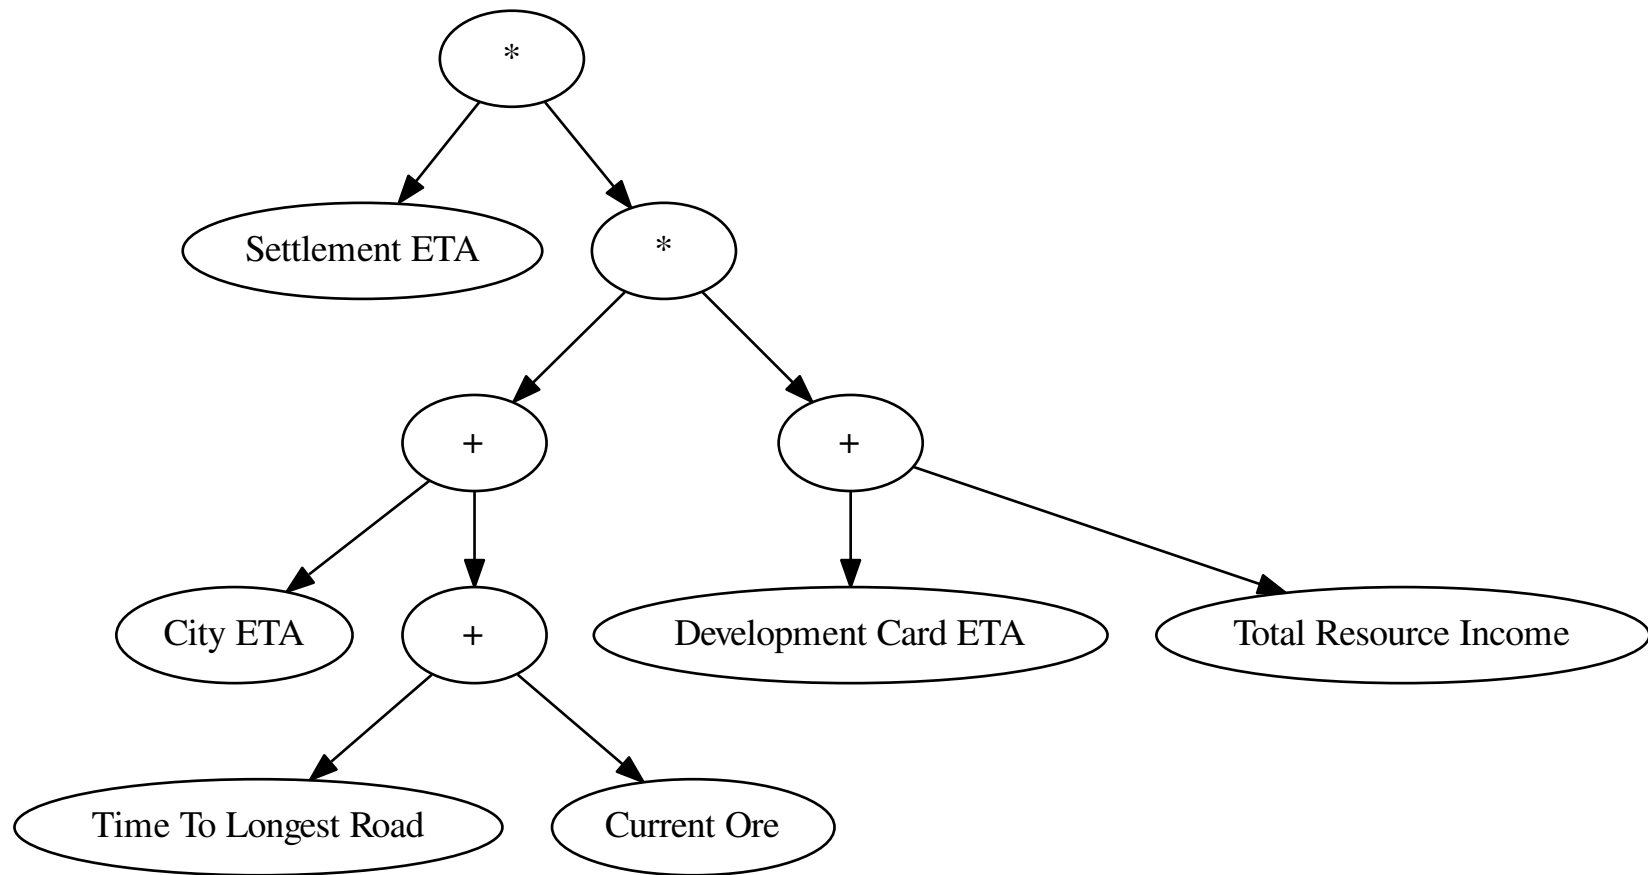 *
Settlement ETA
*
+
+
City ETA
+
Development Card ETA
Total Resource Income
Time To Longest Road
Current Ore